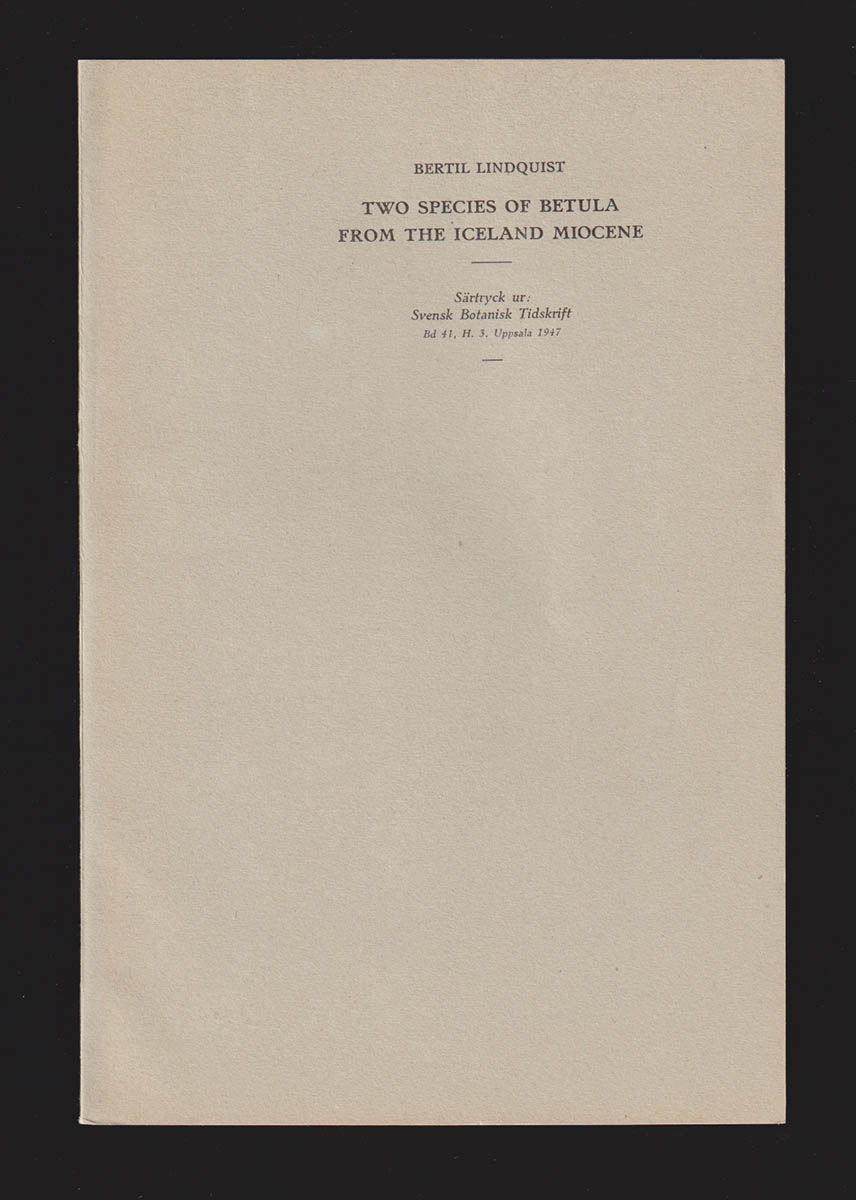 BERTIL LINDQUIST
TWO SPECIES OF BETULA
FROM THE ICELAND MIOCENE
Särtryck ur:
Svensk Botanisk Tidskrift
Bd 41, H. 3. Uppsala 1947